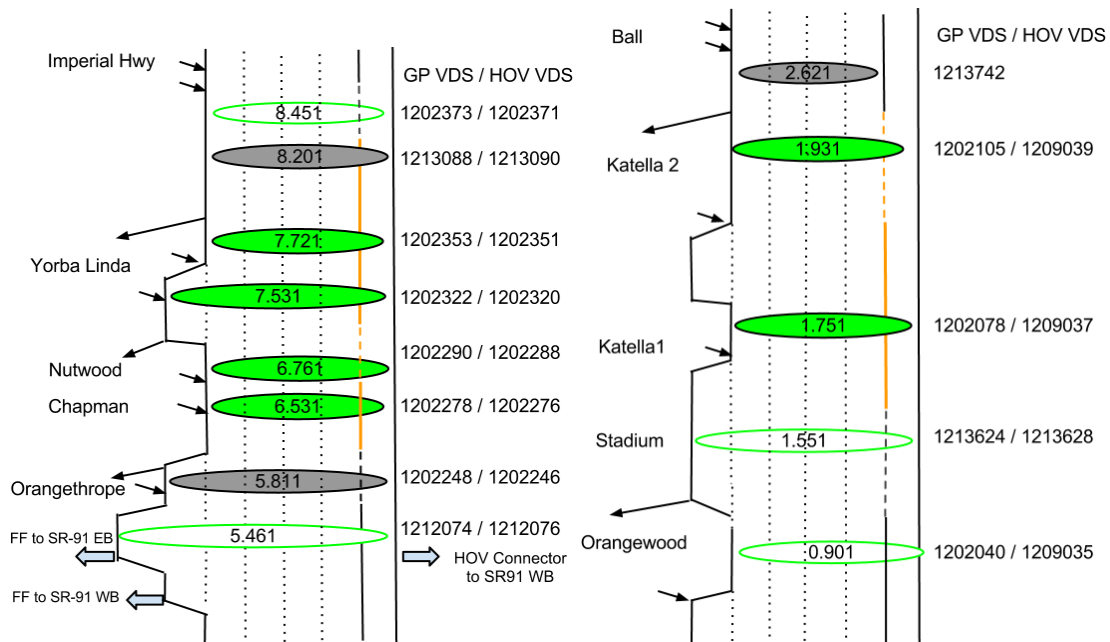 Imperial Hwy
GP VDS / HOV VDS
8.451
1202373 / 1202371
8.201
1213088 / 1213090
7.721
1202353 / 1202351
Yorba Linda
7.531
1202322 / 1202320
1202290 / 1202288
Nutwood
6.761
Chapman
6.531
1202278 / 1202276
Orangethrope
5.811
1202248 / 1202246
1212074 / 1212076
FF to SR-91 EB
5.461
HOV Connector
to SR91 WB
FF to SR-91 WB
Ball
GP VDS / HOV VDS
2.621
1213742
Katella 2
1.931
1202105 / 1209039
1.751
1202078 / 1209037
Katella1
Stadium
1.551
1213624 / 1213628
Orangewood
0.901
1202040 / 1209035